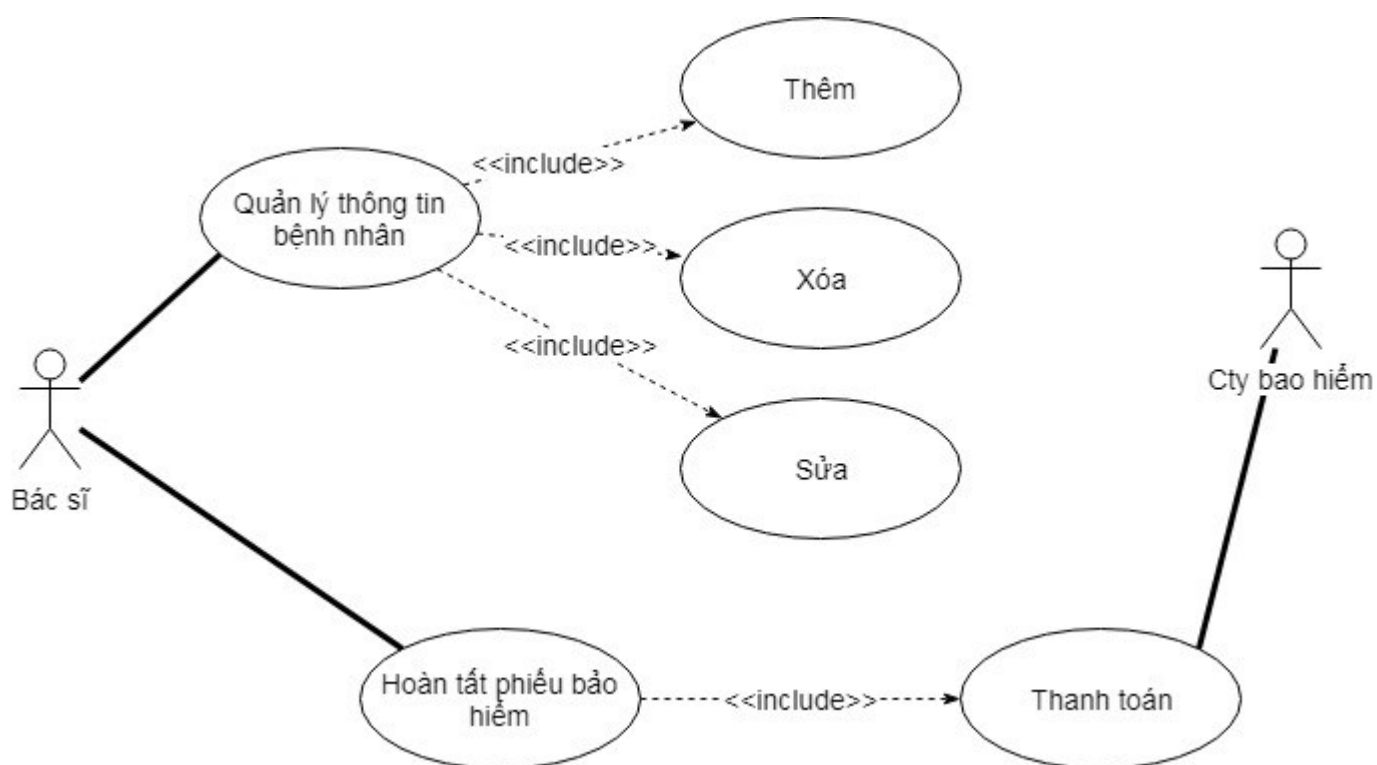 Thêm
<<include>>
Quản lý thông tin
bệnh nhân
<<include>>
Xóa
<<include>>
Cty bao hiểm
Sửa
Bác sĩ
Hoàn tất phiếu bảo
hiểm
<<include>>
Thanh toán